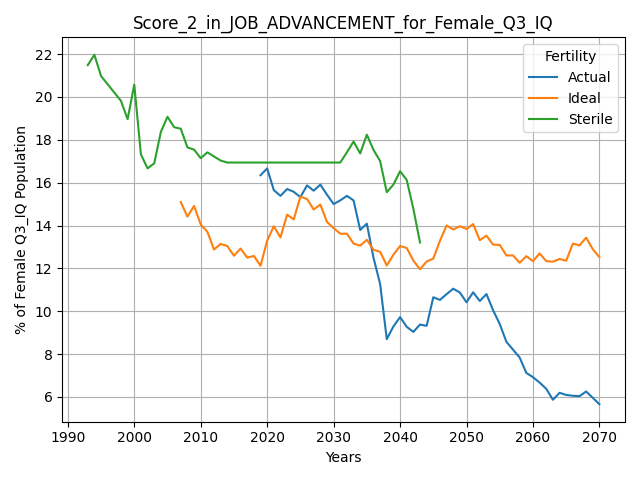 Score_2_in_JOB_ADVANCEMENT_for_Female_Q3_IQ
Fertility
Actual
Ideal
Sterile
% of Female Q3_IQ Population
22
20
18
16
14
12
10
8
6
1990
2000
2010
2020
2030
2040
2050
2060
2070
Years